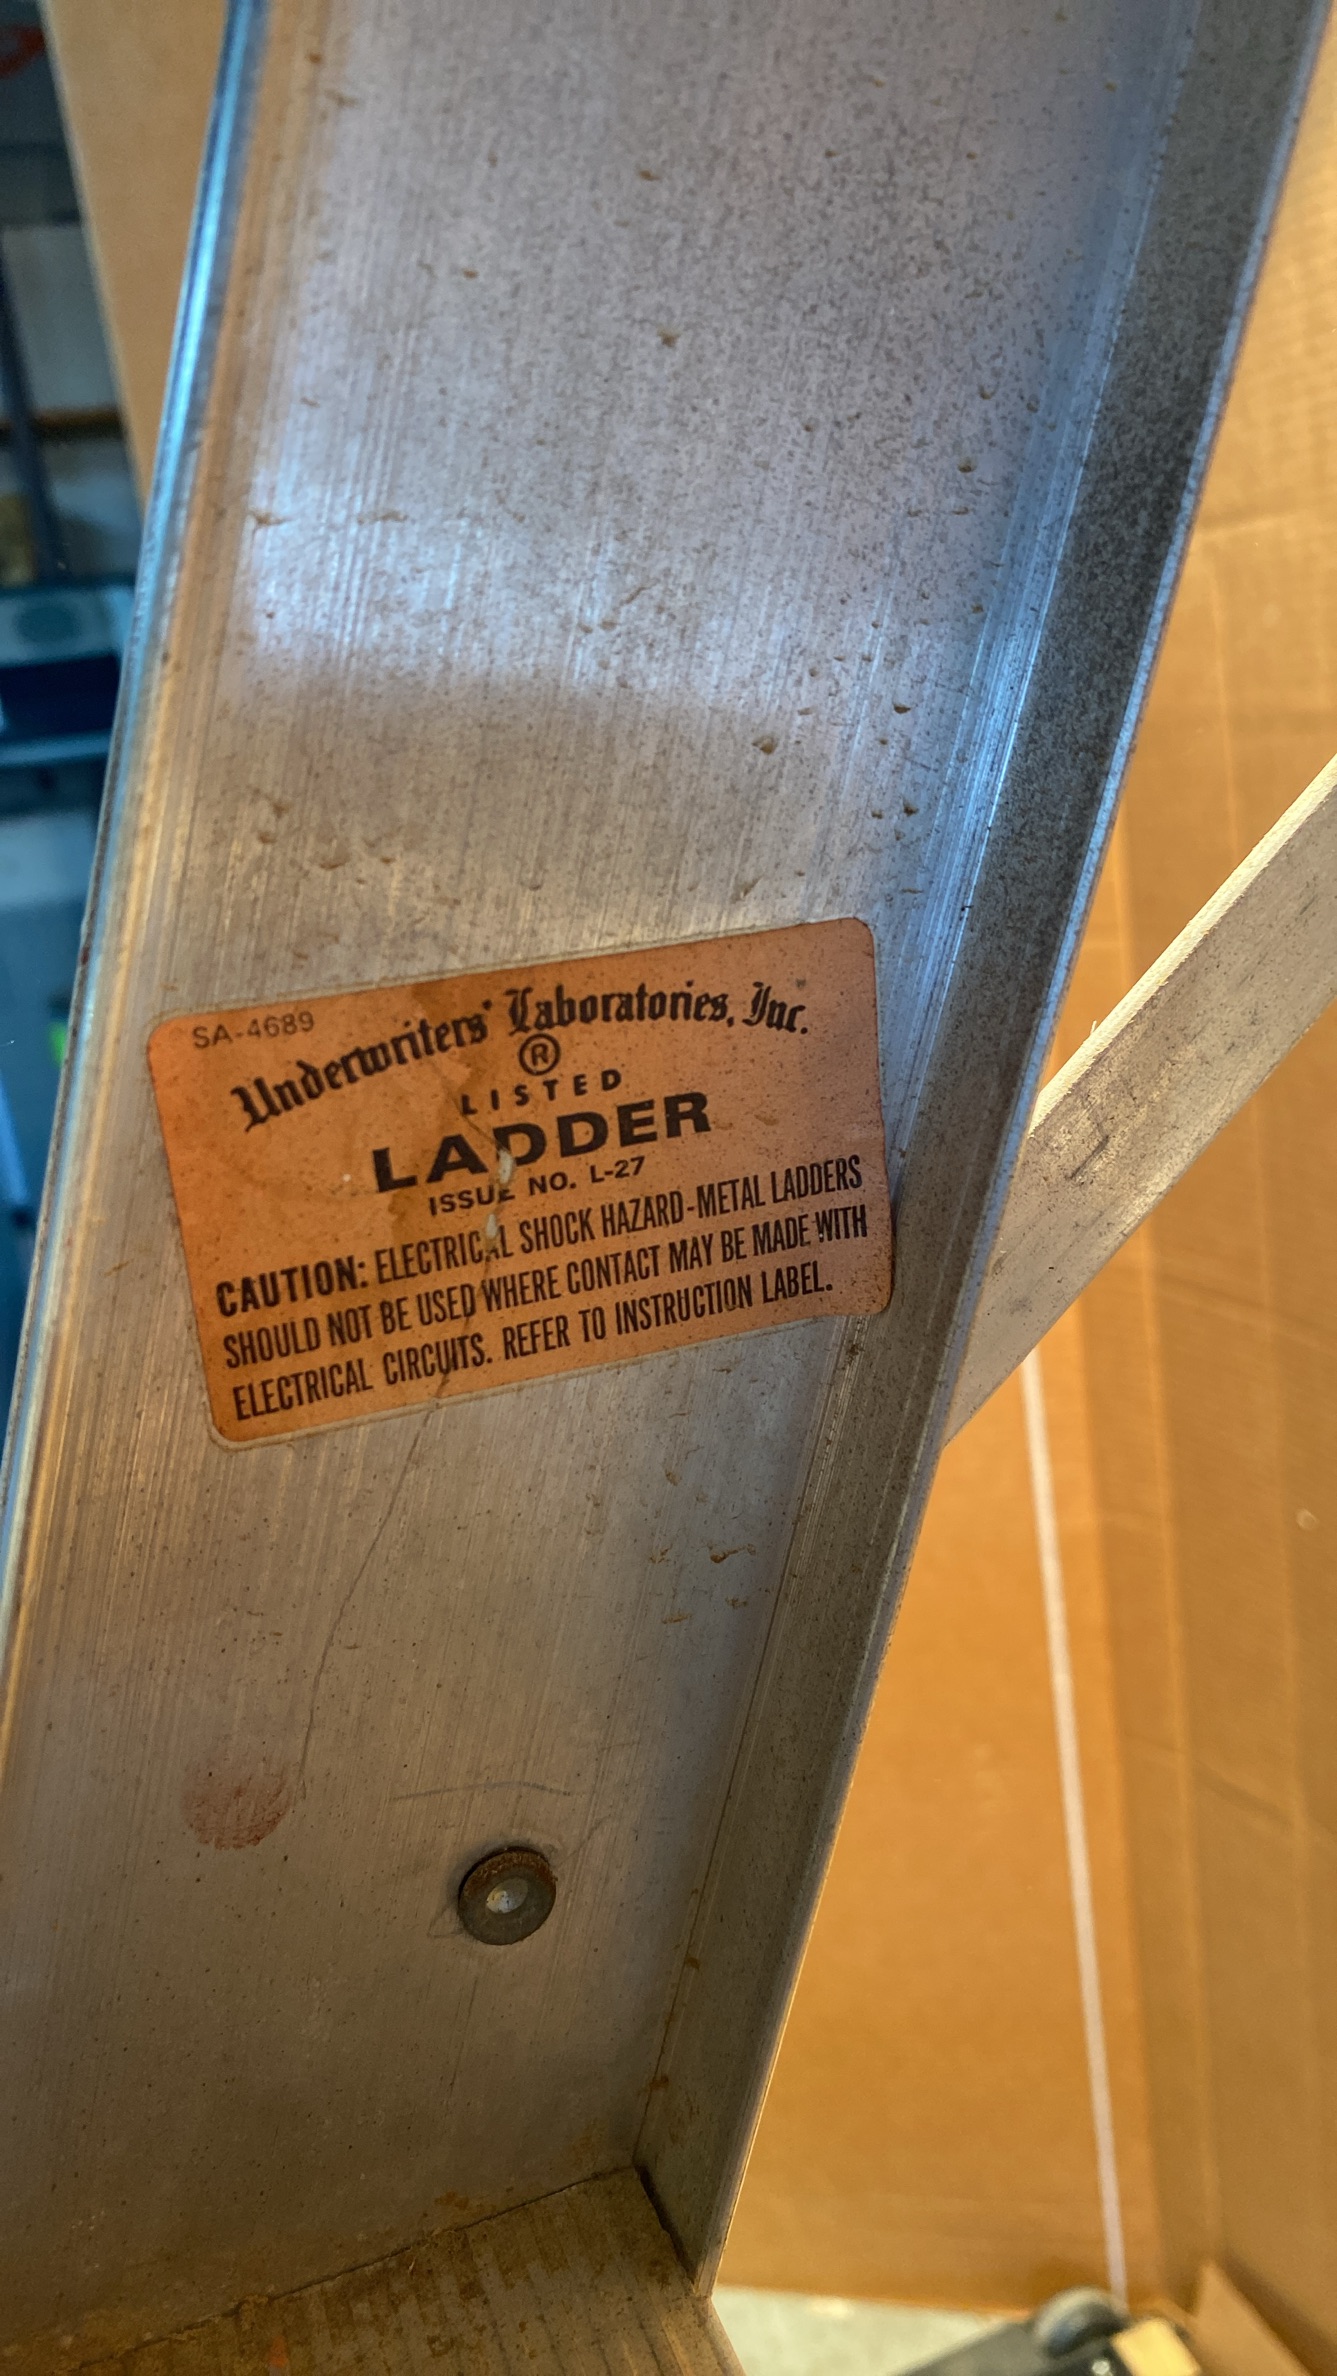 SA-4689
Underwriters' Laboratories, Inc.
®
LISTED
LADDER
ISSUE NO. L-27
CAUTION: ELECTRICAL SHOCK HAZARD-METAL LADDERS
SHOULD NOT BE USED WHERE CONTACT MAY BE MADE WITH
ELECTRICAL CIRCUITS. REFER TO INSTRUCTION LABEL.